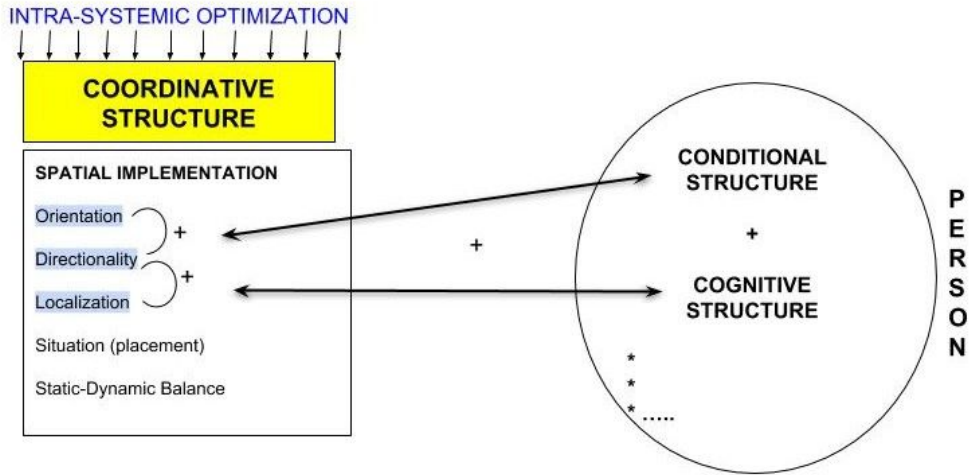 INTRA-SYSTEMIC OPTIMIZATION
COORDINATIVE
STRUCTURE
SPATIAL IMPLEMENTATION
Orientation
+
Directionality
+
Localization
Situation (placement)
Static-Dynamic Balance
+
CONDITIONAL
STRUCTURE
+
COGNITIVE
STRUCTURE
*
*
* .....
PERSON